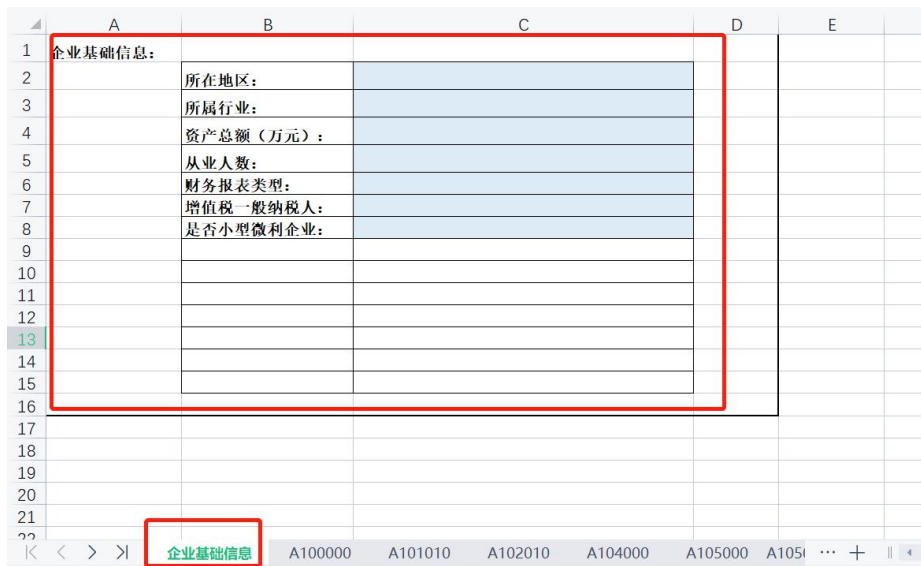 A B C D E
1 企业基础信息：
2 所在地区：
3 所属行业：
4 资产总额（万元）：
5 从业人数：
6 财务报表类型：
7 增值税一般纳税人：
8 是否小型微利企业：
9
10
11
12
13
14
15
16
17
18
19
20
21
22
企业基础信息 A100000 A101010 A102010 A104000 A105000 A1050 ··· +